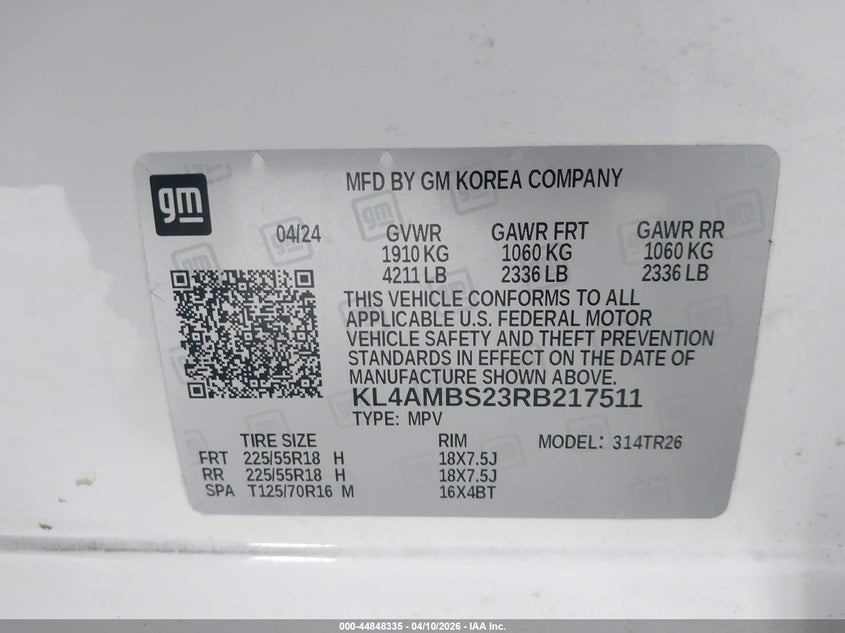 gm
MFD BY GM KOREA COMPANY
04/24 GVWR GAWR FRT GAWR RR
1910 KG 1060 KG 1060 KG
4211 LB 2336 LB 2336 LB
THIS VEHICLE CONFORMS TO ALL
APPLICABLE U.S. FEDERAL MOTOR
VEHICLE SAFETY AND THEFT PREVENTION
STANDARDS IN EFFECT ON THE DATE OF
MANUFACTURE SHOWN ABOVE.
KL4AMBS23RB217511
TYPE: MPV
TIRE SIZE RIM MODEL: 314TR26
FRT 225/55R18 H 18X7.5J
RR 225/55R18 H 18X7.5J
SPA T125/70R16 M 16X4BT
000-44848335 - 04/10/2026 - IAA Inc.